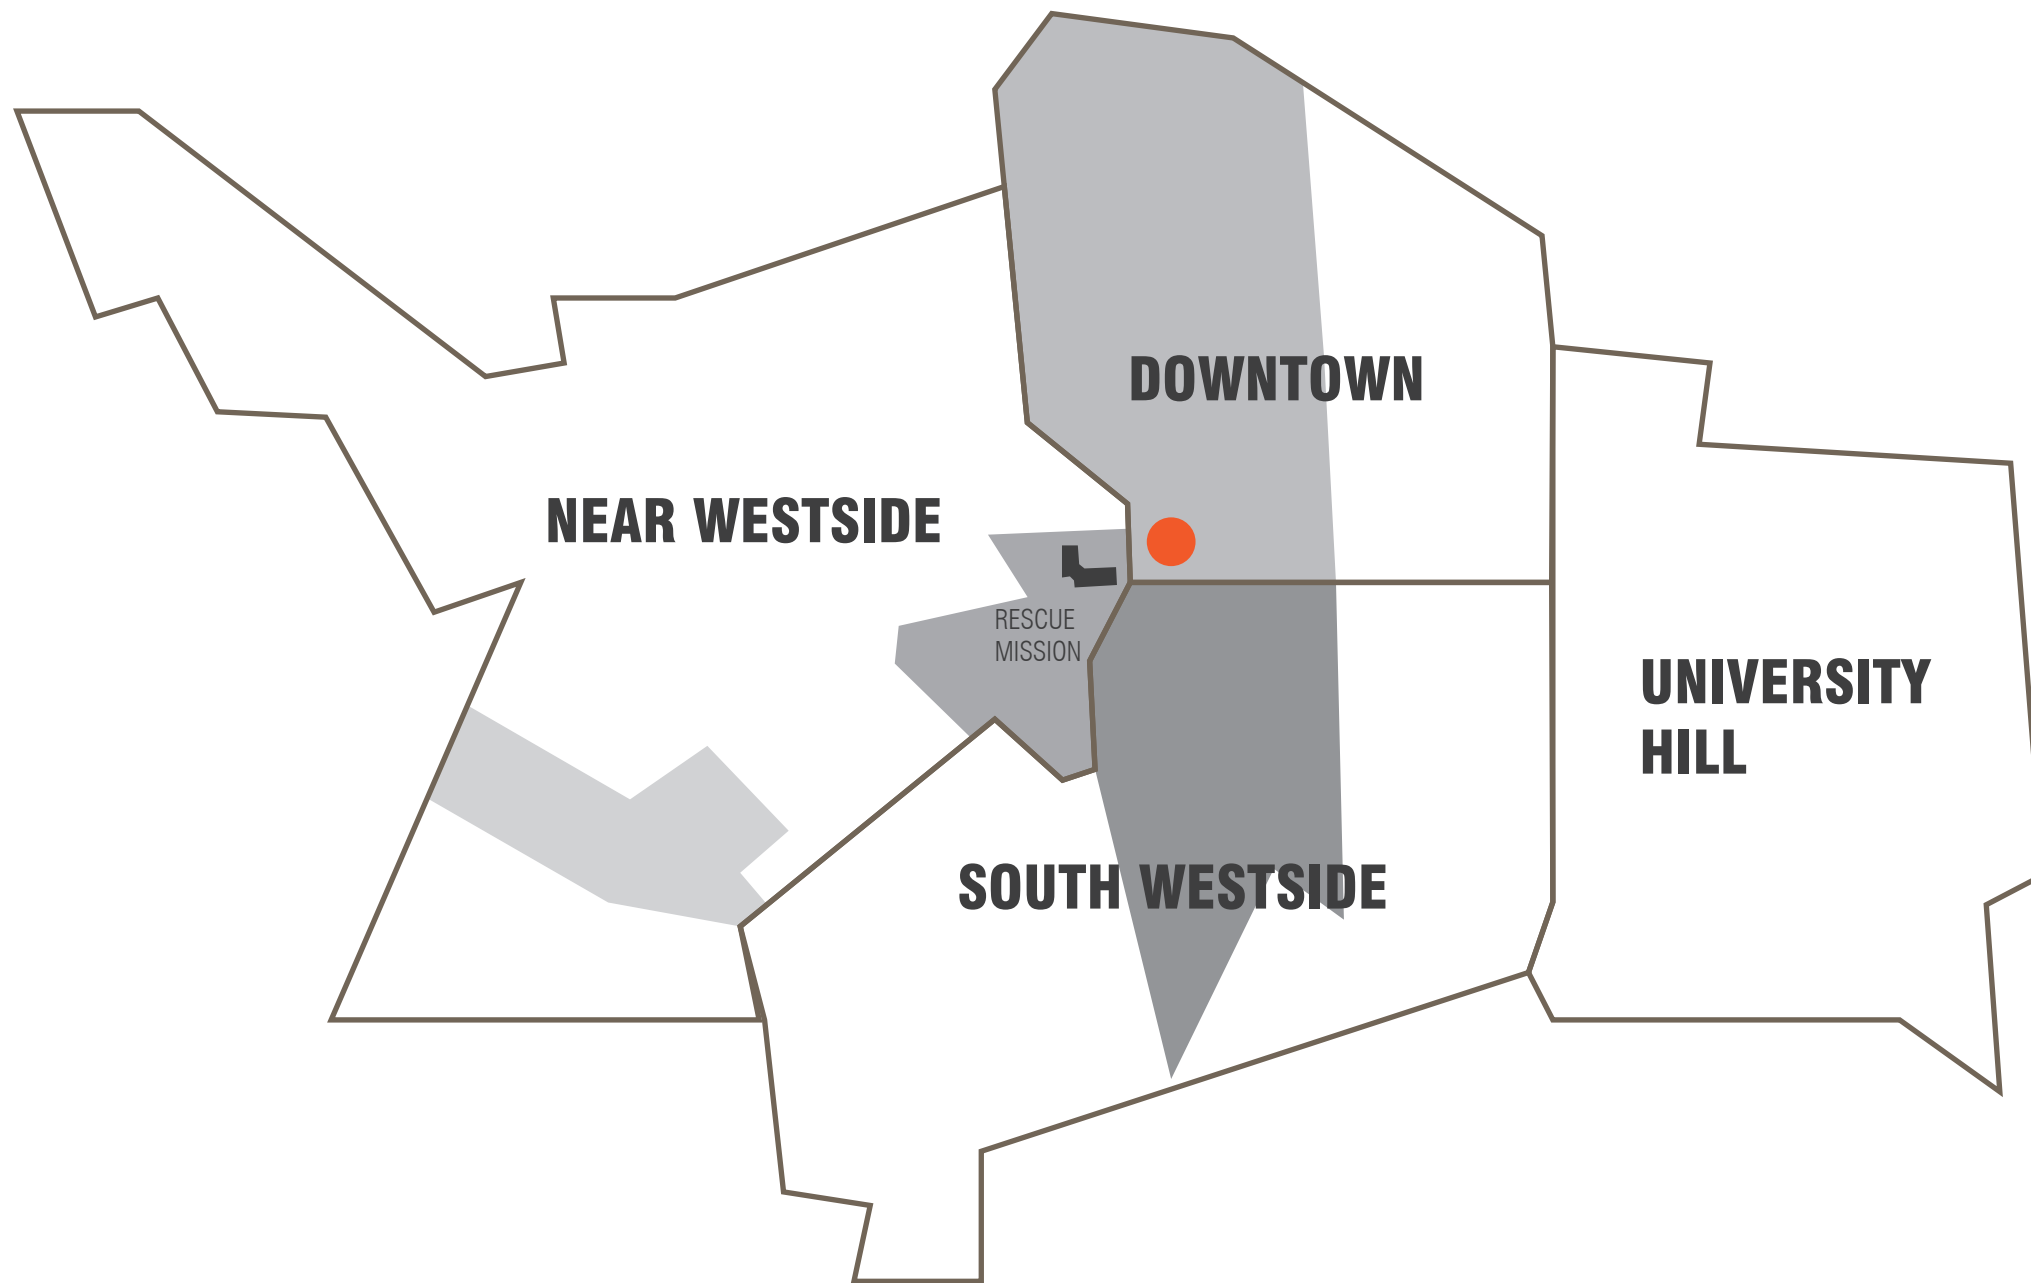 DOWNTOWN
NEAR WESTSIDE
RESCUE
MISSION
UNIVERSITY
HILL
SOUTH WESTSIDE